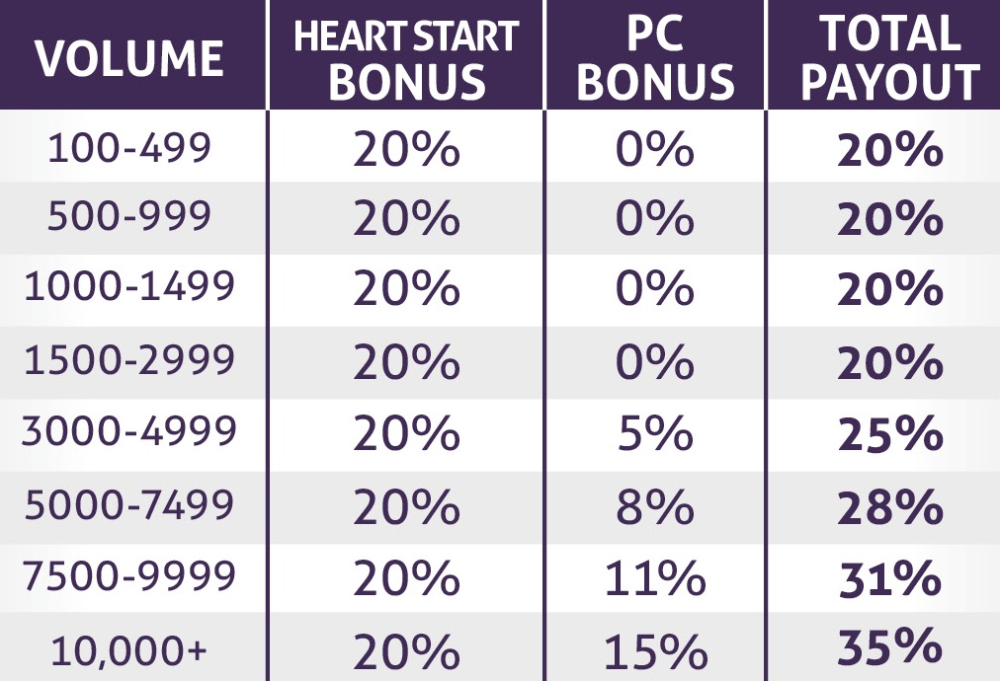 VOLUME HEART START BONUS PC BONUS TOTAL PAYOUT
100-499 20% 0% 20%
500-999 20% 0% 20%
1000-1499 20% 0% 20%
1500-2999 20% 0% 20%
3000-4999 20% 5% 25%
5000-7499 20% 8% 28%
7500-9999 20% 11% 31%
10,000+ 20% 15% 35%